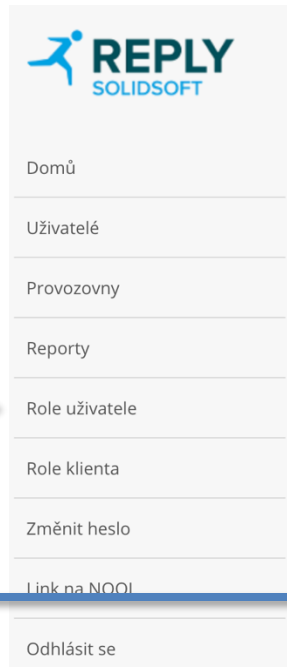 REPLY
SOLIDSOFT
Domů
Uživatelé
Provozovny
Reporty
Role uživatele
Role klienta
Změnit heslo
Link na
Odhlásit se